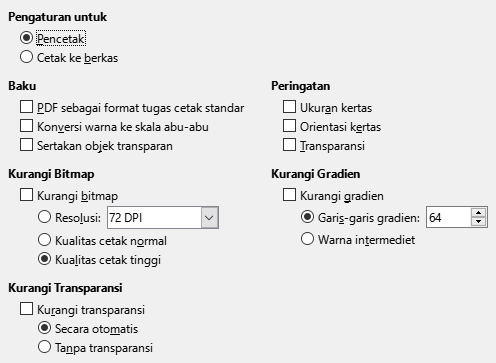 Pengaturan untuk
Pencetak
Cetak ke berkas
Baku
PDF sebagai format tugas cetak standar
Konversi warna ke skala abu-abu
Sertakan objek transparan
Peringatan
Ukuran kertas
Orientasi kertas
Transparansi
Kurangi Bitmap
Kurangi bitmap
Resolusi: 72 DPI
Kualitas cetak normal
Kualitas cetak tinggi
Kurangi Gradien
Kurangi gradien
Garis-garis gradien: 64
Warna intermediet
Kurangi Transparansi
Kurangi transparansi
Secara otomatis
Tanpa transparansi